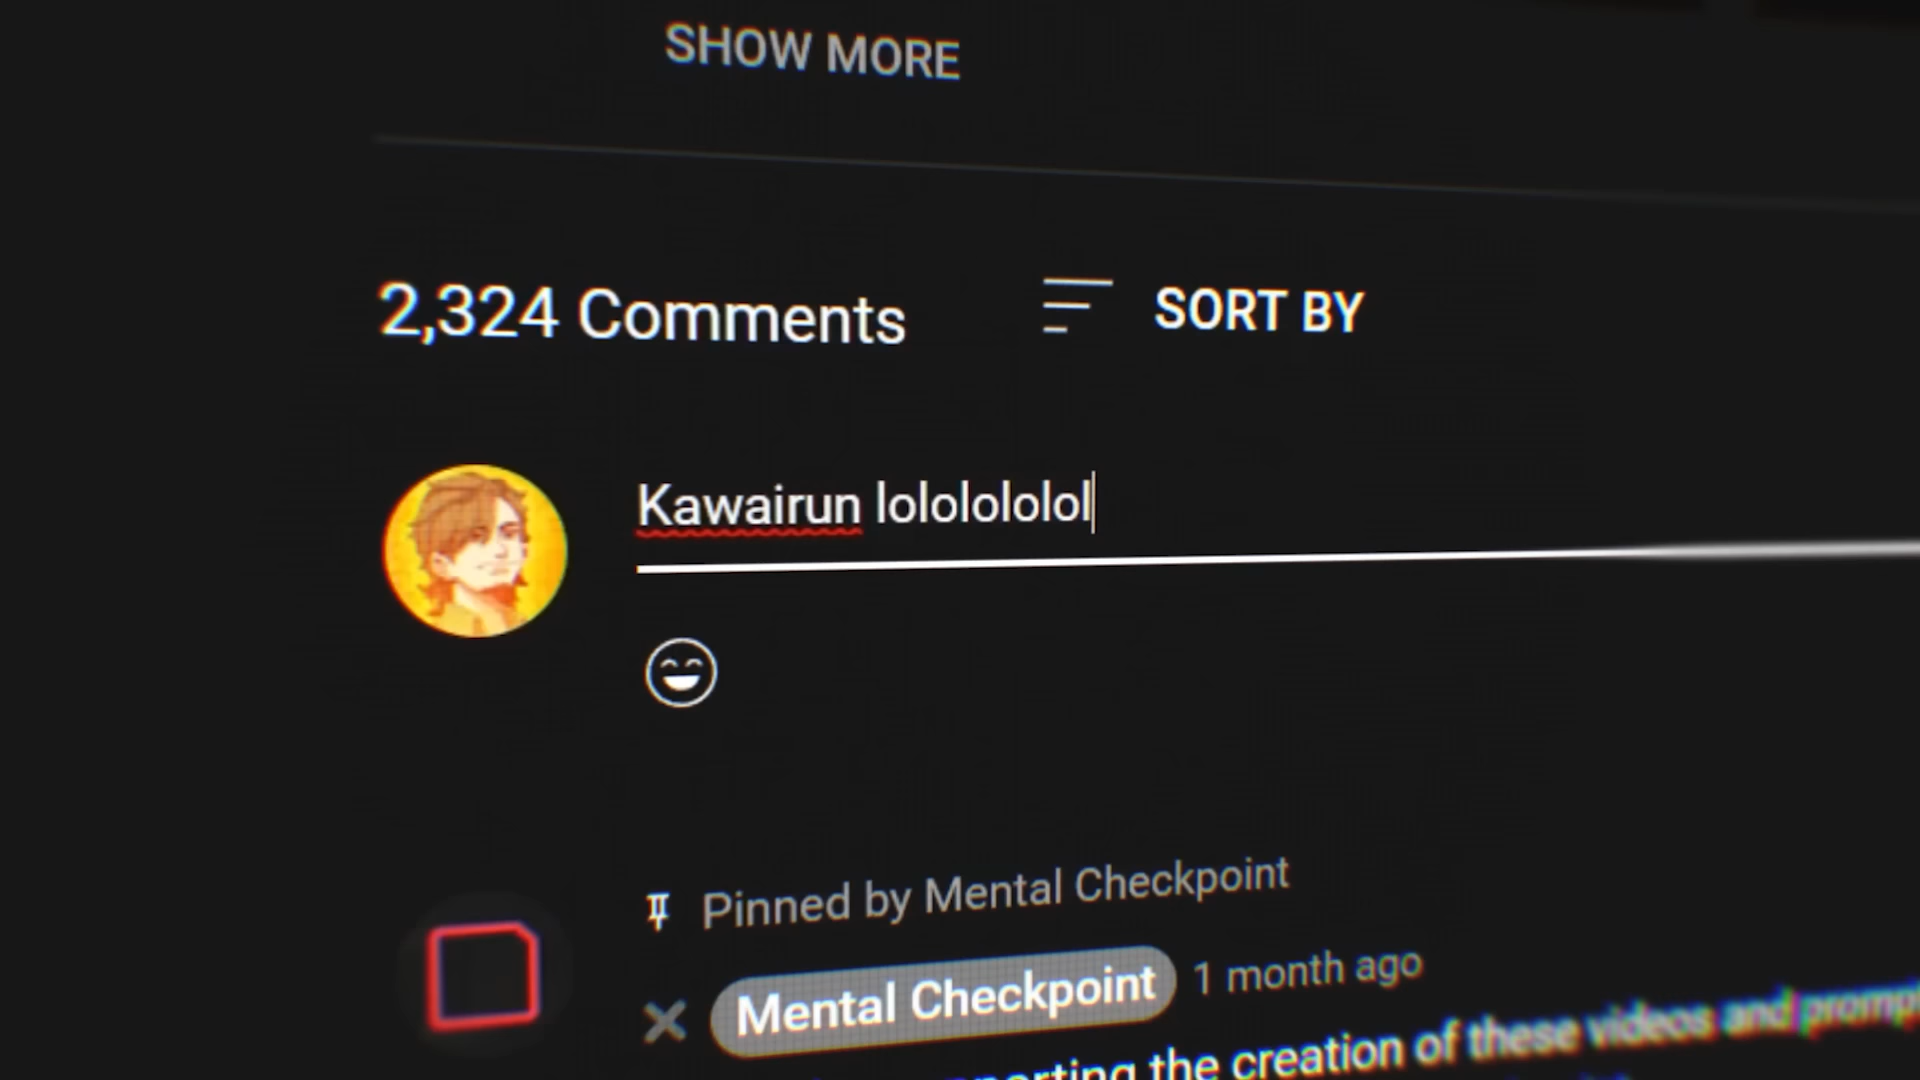 SHOW MORE
2,324 Comments SORT BY
Kawairun lolololololol
Pinned by Mental Checkpoint
Mental Checkpoint 1 month ago
the creation of these videos and